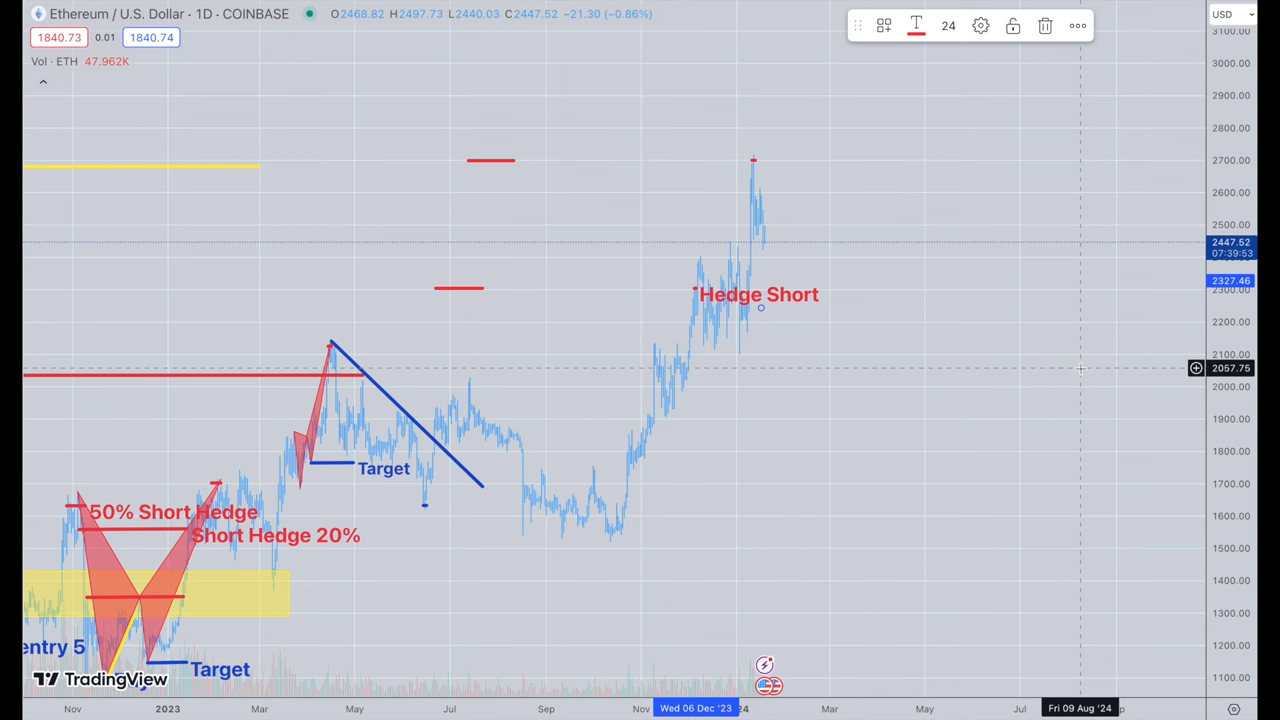 Ethereum / U.S. Dollar · 1D · COINBASE O2468.82 H2497.73 L2440.03 C2447.52 −21.30 (−0.86%)
24
USD
1840.73 0.01 1840.74
Vol · ETH 47.962K
3100.00
3000.00
2900.00
2800.00
2700.00
2600.00
2500.00
2447.52
07:39:53
2327.46
2300.00
Hedge Short
2200.00
2100.00
2057.75
2000.00
1900.00
1800.00
Target
1700.00
50% Short Hedge
1600.00
Short Hedge 20%
1500.00
1400.00
1300.00
entry 5
1200.00
Target
TradingView
1100.00
Nov 2023 Mar May Jul Sep Nov Wed 06 Dec '23 24 Mar May Jul Fri 09 Aug '24